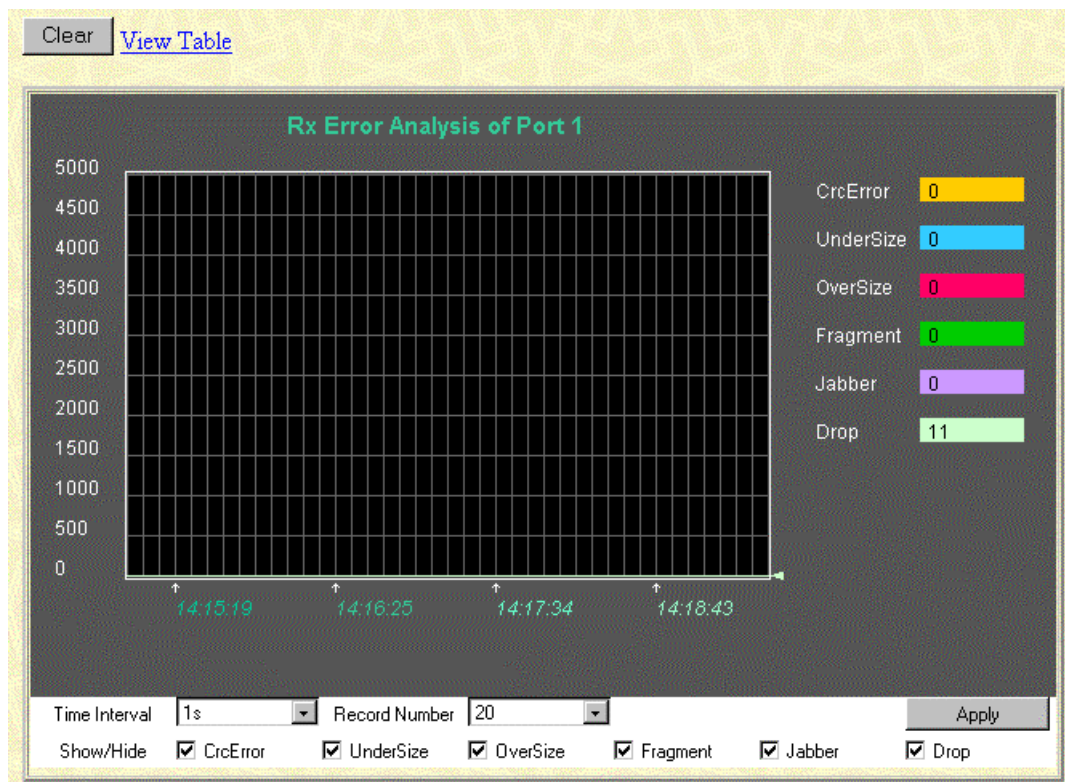 Clear View Table
Rx Error Analysis of Port 1
5000
4500
4000
3500
3000
2500
2000
1500
1000
500
0
14:15:19 14:16:25 14:17:34 14:18:43
CrcError 0
UnderSize 0
OverSize 0
Fragment 0
Jabber 0
Drop 11
Time Interval 1s Record Number 20 Apply
Show/Hide CrcError UnderSize OverSize Fragment Jabber Drop